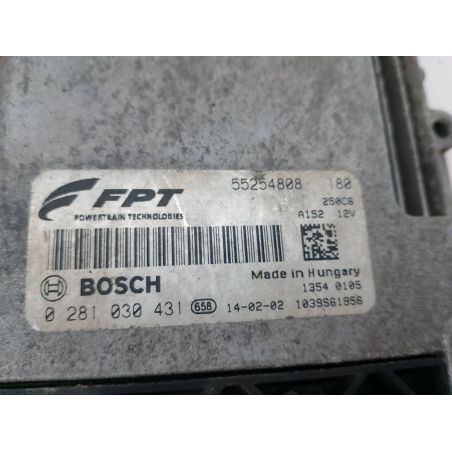 FPT 55254808 180
250C8
POWERTRAIN TECHNOLOGIES A152 12V
BOSCH Made in Hungary
1354 0105
0 281 030 431 658 14-02-02 1039S61956